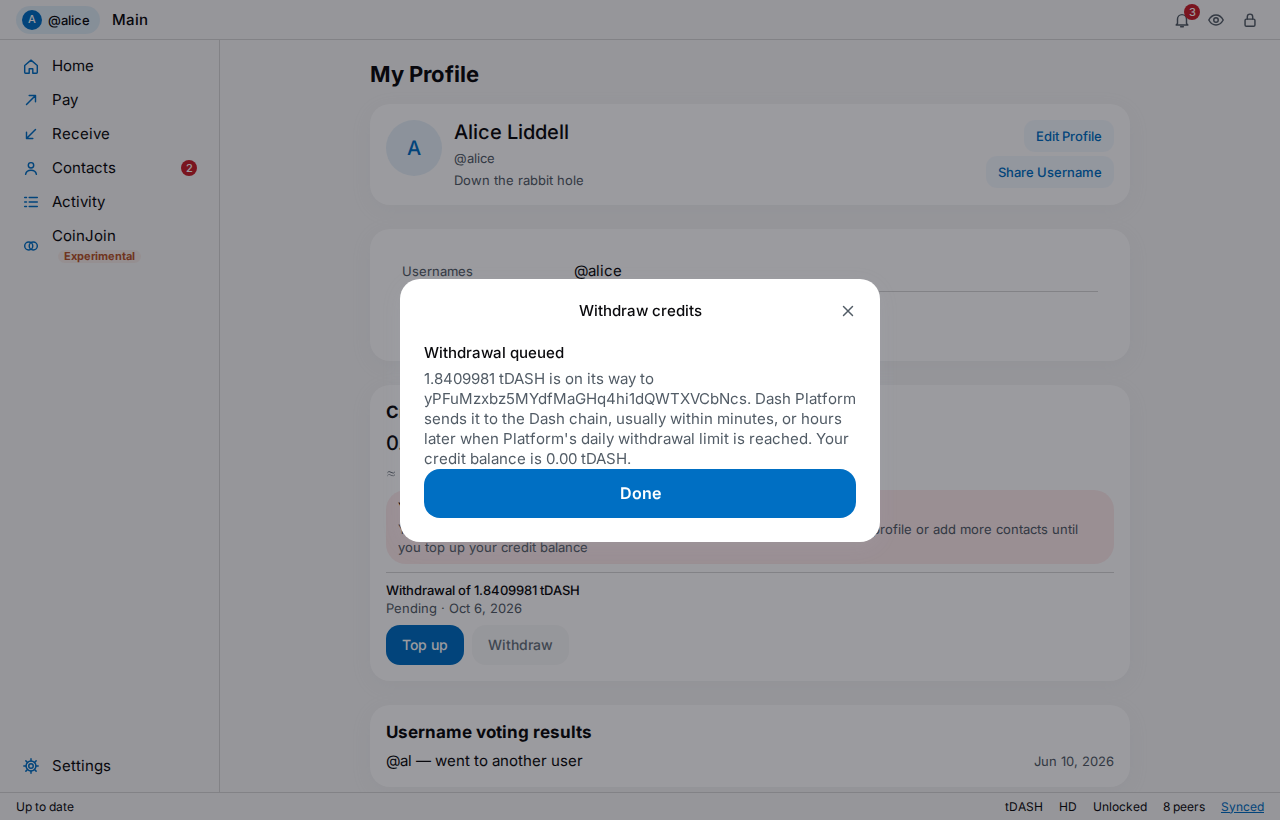 A @alice Main 3
Home
Pay
Receive
Contacts 2
Activity
CoinJoin
Experimental
Settings
My Profile
A
Alice Liddell
@alice
Down the rabbit hole
Edit Profile
Share Username
Usernames @alice
Withdraw credits
Withdrawal queued
1.8409981 tDASH is on its way to
yPFuMzxbz5MYdfMaGHq4hi1dQWTXVCbNcs. Dash Platform
sends it to the Dash chain, usually within minutes, or hours
later when Platform's daily withdrawal limit is reached. Your
credit balance is 0.00 tDASH.
Done
profile or add more contacts until
you top up your credit balance
Withdrawal of 1.8409981 tDASH
Pending · Oct 6, 2026
Top up Withdraw
Username voting results
@al — went to another user Jun 10, 2026
Up to date tDASH HD Unlocked 8 peers Synced